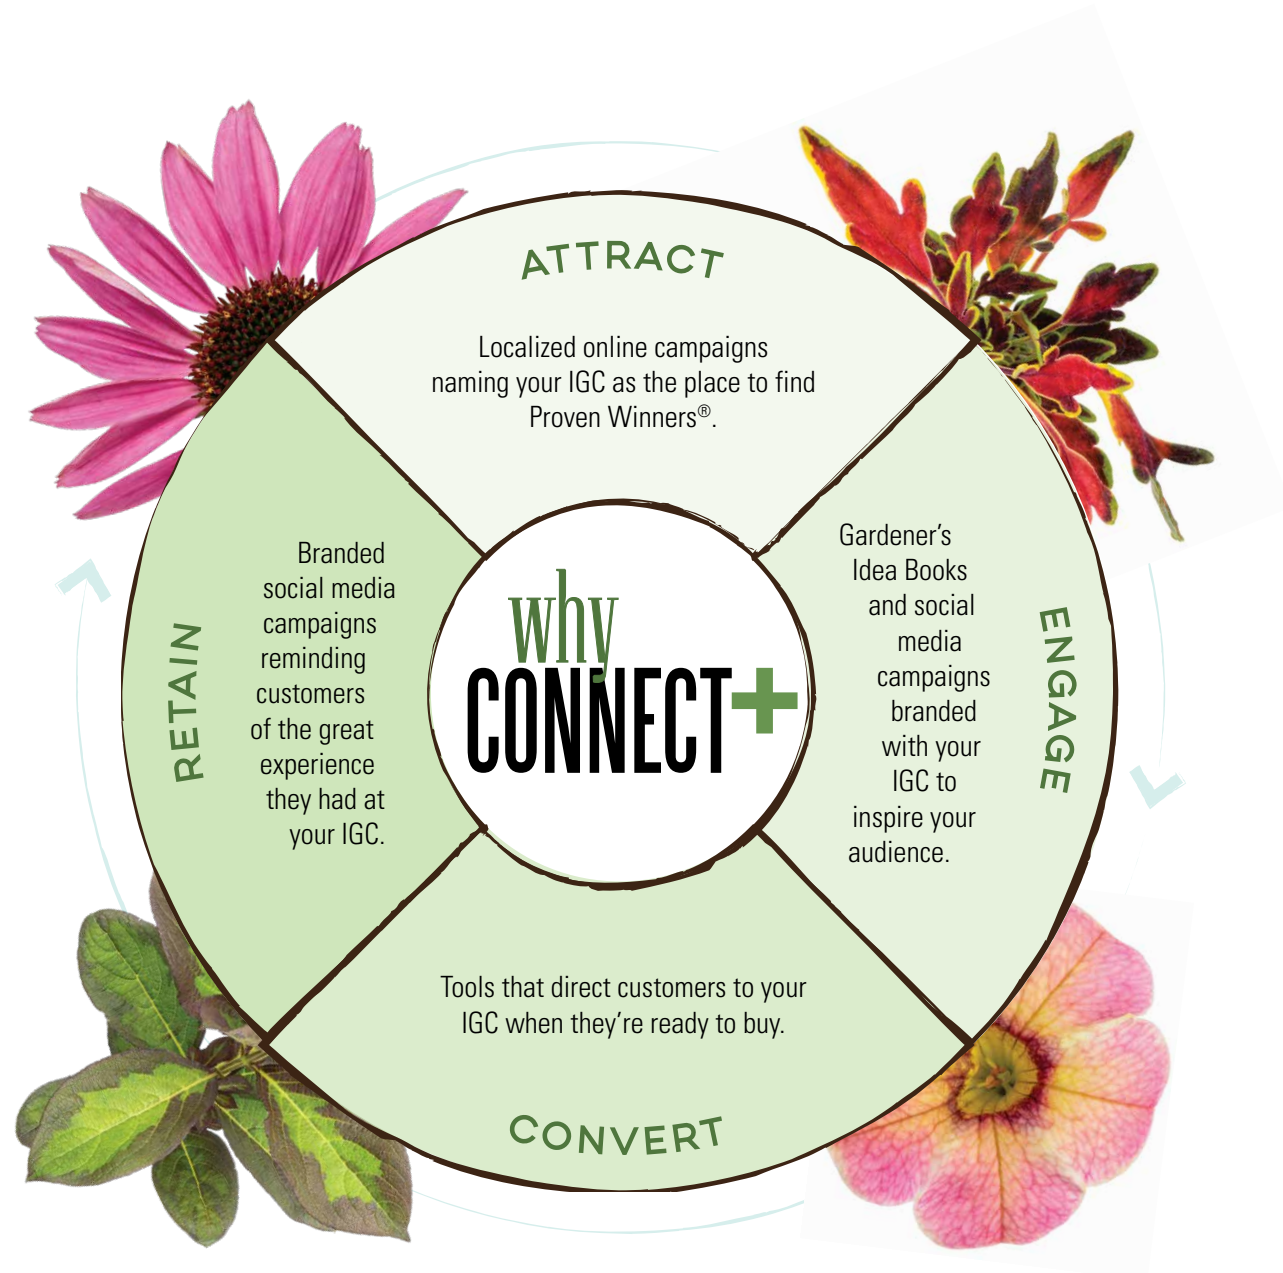 ATTRACT
Localized online campaigns
naming your IGC as the place to find
Proven Winners®.
Gardener’s
Idea Books
and social
media
campaigns
branded
with your
IGC to
inspire your
audience.
ENGAGE
Tools that direct customers to your
IGC when they’re ready to buy.
CONVERT
RETAIN
Branded
social media
campaigns
reminding
customers
of the great
experience
they had at
your IGC.
why
CONNECT+